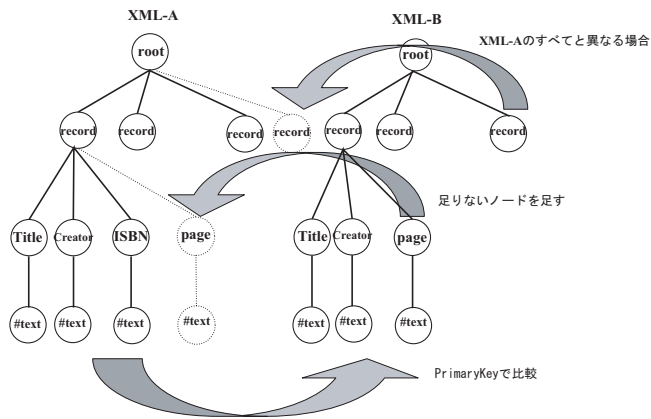 XML-A
XML-B
XML-Aのすべてと異なる場合
root
root
record
record
record
record
record
record
record
足りないノードを足す
Title
Creator
ISBN
page
Title
Creator
page
#text
#text
#text
#text
#text
#text
#text
PrimaryKeyで比較